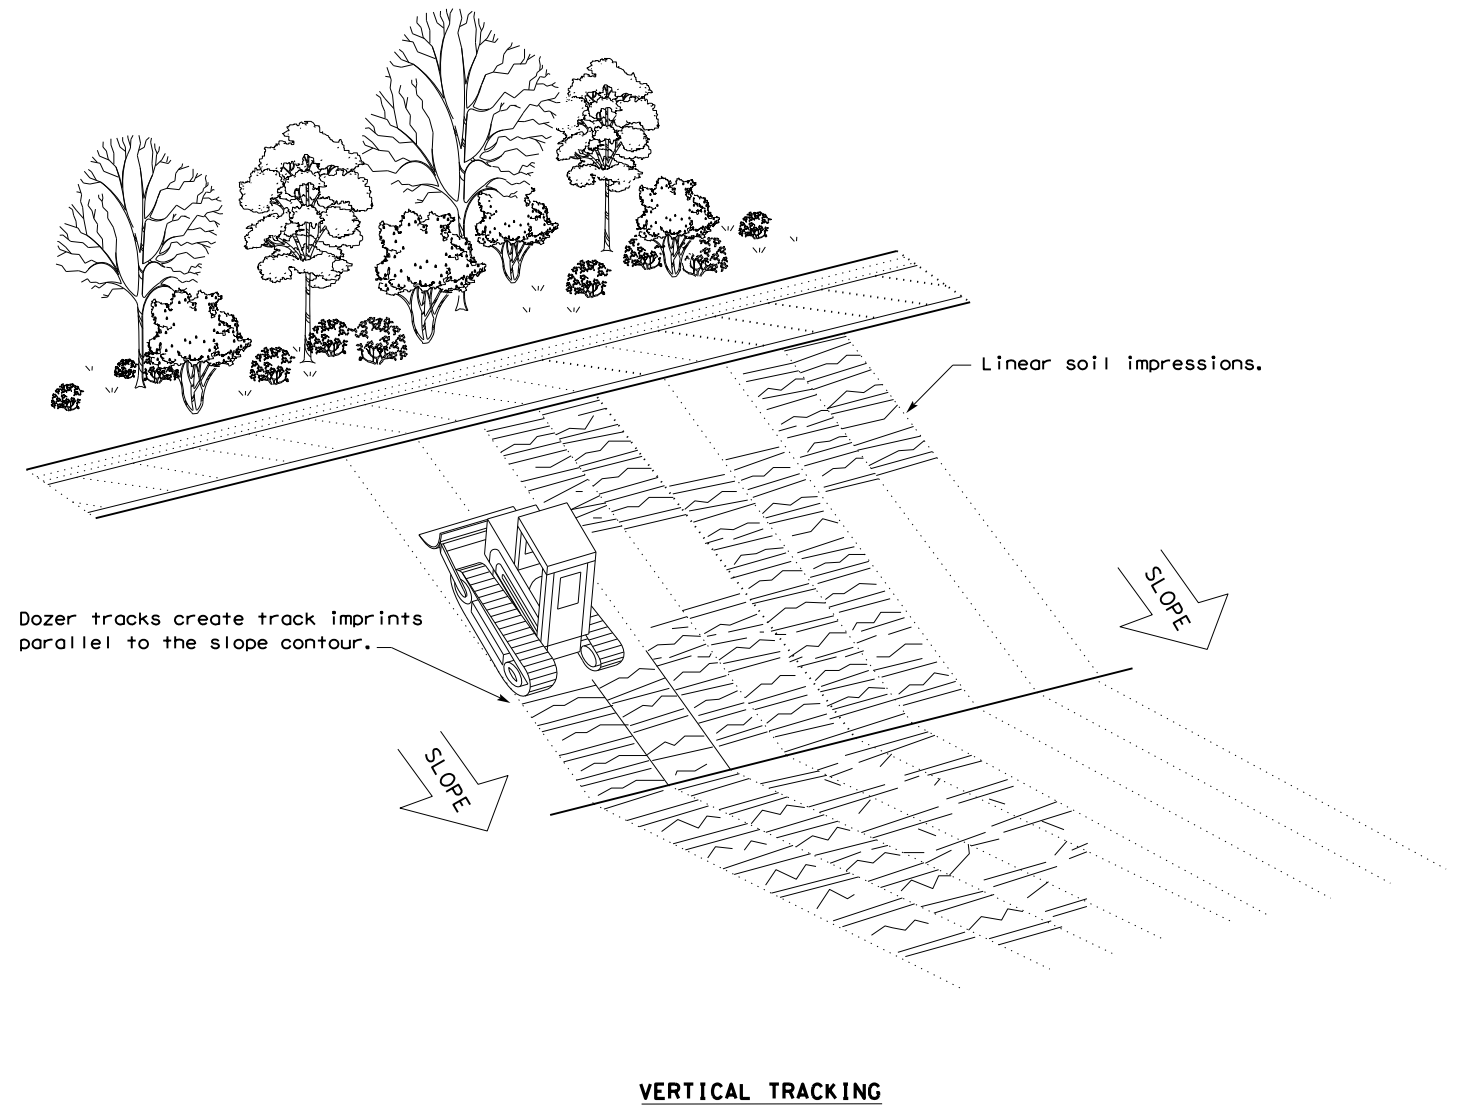 Linear soil impressions.
SLOPE
Dozer tracks create track imprints
parallel to the slope contour.
SLOPE
VERTICAL TRACKING